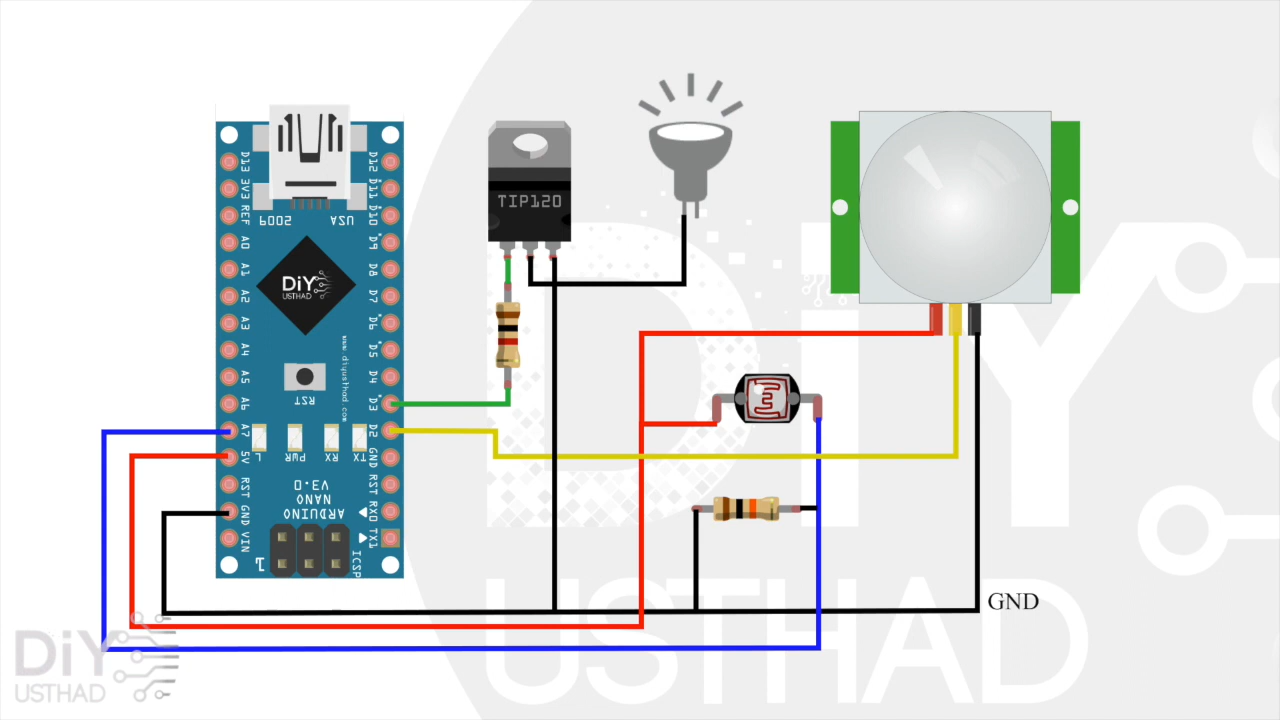 D13
3V3
REF
A0
A1
A2
A3
A4
A5
A6
A7
5V
RST
GND
VIN
D12
D11
D10
D9
D8
D7
D6
D5
D4
D3
D2
GND
RST
RX0
TX1
USA
2009
DiY
USTHAD
www.diyusthad.com
RST
L
PWR
RX
TX
ARDUINO
NANO
V3.0
1
ICSP
TIP120
GND
DiY
USTHAD
DiY
USTHAD